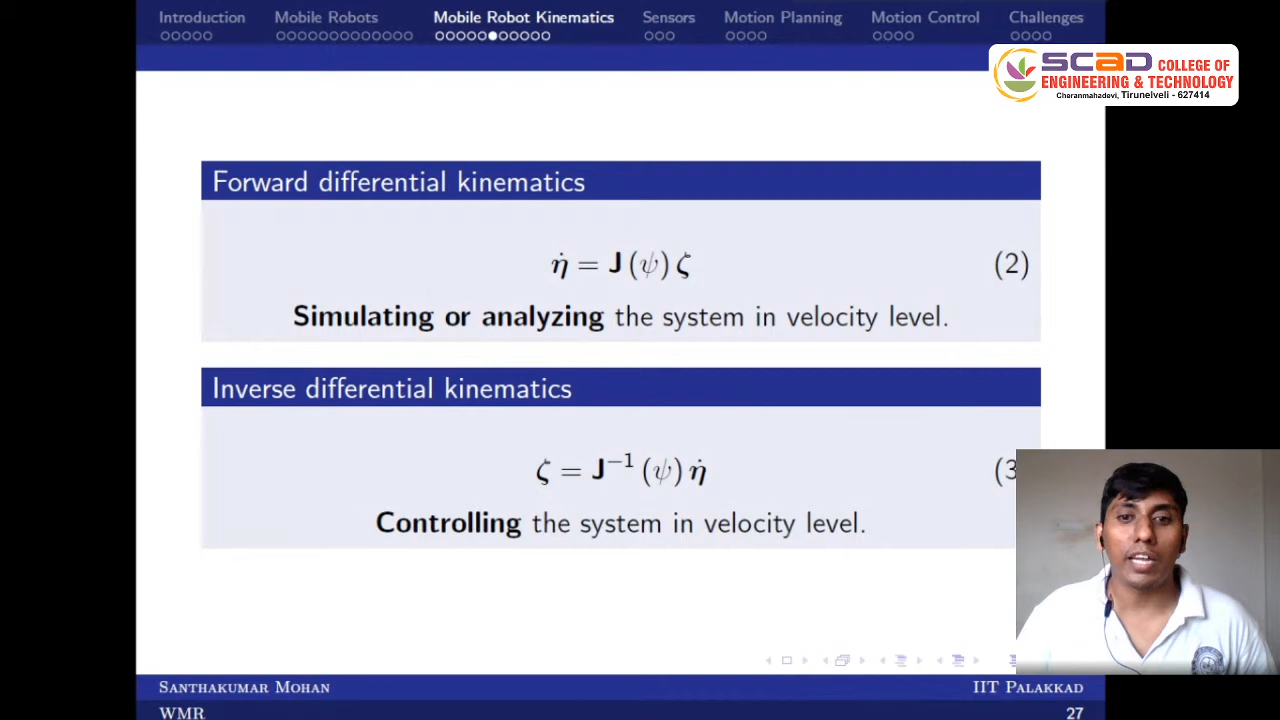 Introduction Mobile Robots Mobile Robot Kinematics Sensors Motion Planning Motion Control Challenges
SCAD COLLEGE OF
ENGINEERING & TECHNOLOGY
Cheranmahadevi, Tirunelveli - 627414
Forward differential kinematics
η̇ = J (ψ) ζ (2)
Simulating or analyzing the system in velocity level.
Inverse differential kinematics
ζ = J⁻¹ (ψ) η̇ (3
Controlling the system in velocity level.
SANTHAKUMAR MOHAN IIT PALAKKAD
WMR 27